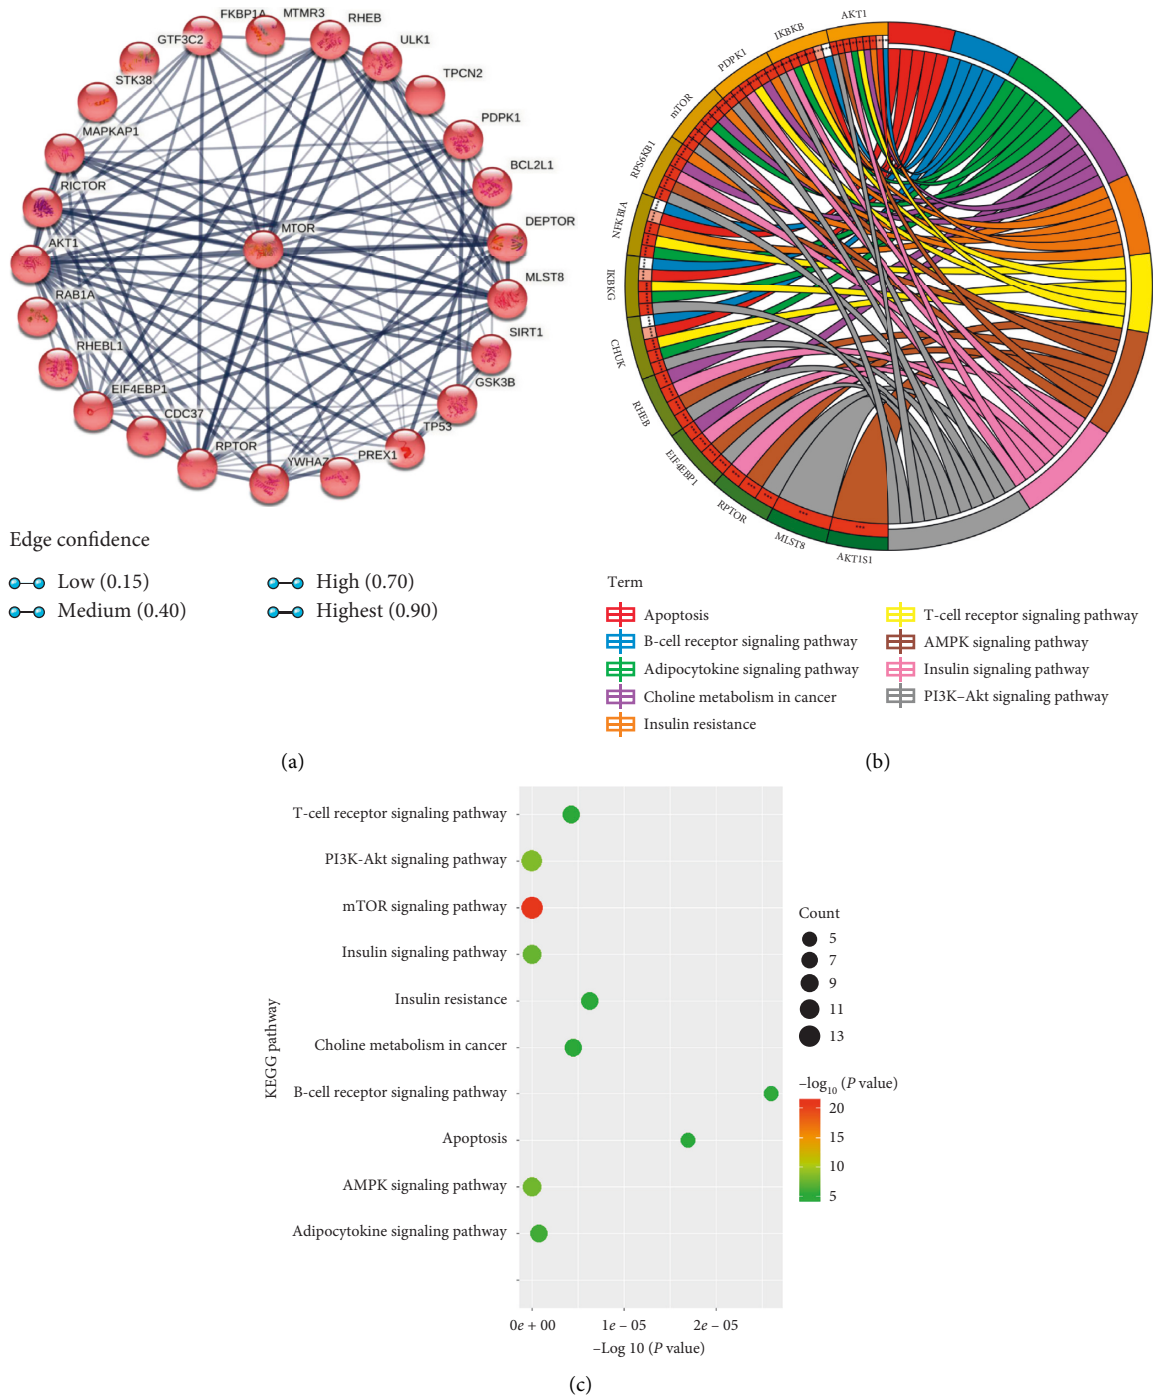 FKBP1A
MTMR3
RHEB
GTF3C2
ULK1
STK38
TPCN2
MAPKAP1
PDPK1
RICTOR
BCL2L1
AKT1
MTOR
DEPTOR
RAB1A
MLST8
RHEBL1
SIRT1
EIF4EBP1
GSK3B
CDC37
TP53
RPTOR
YWHAZ
PREX1
Edge confidence
Low (0.15)
High (0.70)
Medium (0.40)
Highest (0.90)
(a)
AKT1
IKBKB
PDPK1
mTOR
RPS6KB1
NFKBIA
IKBKG
CHUK
RHEB
EIF4EBP1
RPTOR
MLST8
AKT1S1
Term
Apoptosis
B-cell receptor signaling pathway
Adipocytokine signaling pathway
Choline metabolism in cancer
Insulin resistance
T-cell receptor signaling pathway
AMPK signaling pathway
Insulin signaling pathway
PI3K–Akt signaling pathway
(b)
KEGG pathway
T-cell receptor signaling pathway
PI3K-Akt signaling pathway
mTOR signaling pathway
Insulin signaling pathway
Insulin resistance
Choline metabolism in cancer
B-cell receptor signaling pathway
Apoptosis
AMPK signaling pathway
Adipocytokine signaling pathway
0e + 00
1e – 05
2e – 05
–Log 10 (P value)
Count
5
7
9
11
13
–log10 (P value)
20
15
10
5
(c)